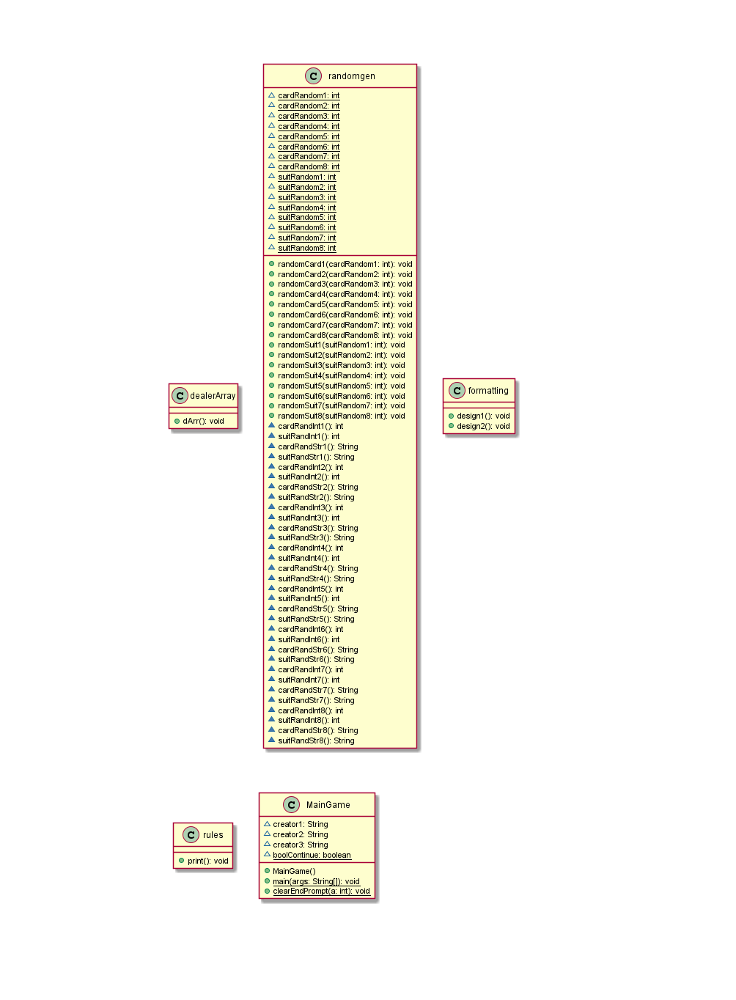 C randomgen
cardRandom1: int
cardRandom2: int
cardRandom3: int
cardRandom4: int
cardRandom5: int
cardRandom6: int
cardRandom7: int
cardRandom8: int
suitRandom1: int
suitRandom2: int
suitRandom3: int
suitRandom4: int
suitRandom5: int
suitRandom6: int
suitRandom7: int
suitRandom8: int
randomCard1(cardRandom1: int): void
randomCard2(cardRandom2: int): void
randomCard3(cardRandom3: int): void
randomCard4(cardRandom4: int): void
randomCard5(cardRandom5: int): void
randomCard6(cardRandom6: int): void
randomCard7(cardRandom7: int): void
randomCard8(cardRandom8: int): void
randomSuit1(suitRandom1: int): void
randomSuit2(suitRandom2: int): void
randomSuit3(suitRandom3: int): void
randomSuit4(suitRandom4: int): void
randomSuit5(suitRandom5: int): void
randomSuit6(suitRandom6: int): void
randomSuit7(suitRandom7: int): void
randomSuit8(suitRandom8: int): void
cardRandInt1(): int
suitRandInt1(): int
cardRandStr1(): String
suitRandStr1(): String
cardRandInt2(): int
suitRandInt2(): int
cardRandStr2(): String
suitRandStr2(): String
cardRandInt3(): int
suitRandInt3(): int
cardRandStr3(): String
suitRandStr3(): String
cardRandInt4(): int
suitRandInt4(): int
cardRandStr4(): String
suitRandStr4(): String
cardRandInt5(): int
suitRandInt5(): int
cardRandStr5(): String
suitRandStr5(): String
cardRandInt6(): int
suitRandInt6(): int
cardRandStr6(): String
suitRandStr6(): String
cardRandInt7(): int
suitRandInt7(): int
cardRandStr7(): String
suitRandStr7(): String
cardRandInt8(): int
suitRandInt8(): int
cardRandStr8(): String
suitRandStr8(): String
C dealerArray
dArr(): void
C formatting
design1(): void
design2(): void
C rules
print(): void
C MainGame
creator1: String
creator2: String
creator3: String
boolContinue: boolean
MainGame()
main(args: String[]): void
clearEndPrompt(a: int): void